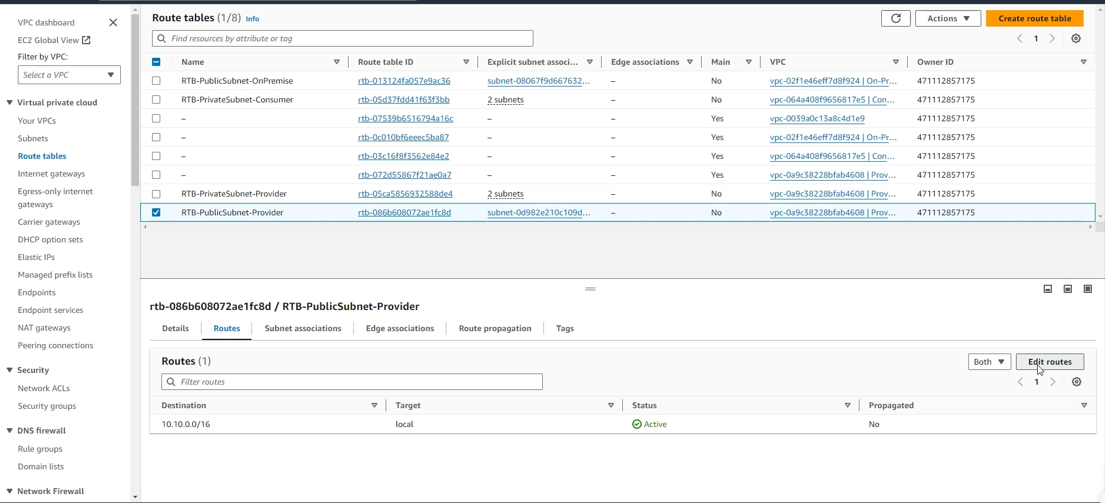 VPC dashboard
EC2 Global View
Filter by VPC:
Select a VPC
Virtual private cloud
Your VPCs
Subnets
Route tables
Internet gateways
Egress-only internet
gateways
Carrier gateways
DHCP option sets
Elastic IPs
Managed prefix lists
Endpoints
Endpoint services
NAT gateways
Peering connections
Security
Network ACLs
Security groups
DNS firewall
Rule groups
Domain lists
Network Firewall
Route tables (1/8) Info
Actions
Create route table
Find resources by attribute or tag
1
Name Route table ID Explicit subnet associ... Edge associations Main VPC Owner ID
RTB-PublicSubnet-OnPremise rtb-013124fa057e9ac36 subnet-08067f9d667632... – No vpc-02f1e46eff7d8f924 | On-Pr... 471112857175
RTB-PrivateSubnet-Consumer rtb-05d37fdd41f63f3bb 2 subnets – No vpc-064a408f9656817e5 | Con... 471112857175
– rtb-07539b6516794a16c – – Yes vpc-0039a0c13a8c4d1e9 471112857175
– rtb-0c010bf6eeec5ba87 – – Yes vpc-02f1e46eff7d8f924 | On-Pr... 471112857175
– rtb-03c16f8f3562e84e2 – – Yes vpc-064a408f9656817e5 | Con... 471112857175
– rtb-072d55867f21ae0a7 – – Yes vpc-0a9c38228bfab4608 | Prov... 471112857175
RTB-PrivateSubnet-Provider rtb-05ca5856932588de4 2 subnets – No vpc-0a9c38228bfab4608 | Prov... 471112857175
RTB-PublicSubnet-Provider rtb-086b608072ae1fc8d subnet-0d982e210c109d... – No vpc-0a9c38228bfab4608 | Prov... 471112857175
rtb-086b608072ae1fc8d / RTB-PublicSubnet-Provider
Details Routes Subnet associations Edge associations Route propagation Tags
Routes (1)
Both
Edit routes
Filter routes
1
Destination Target Status Propagated
10.10.0.0/16 local Active No